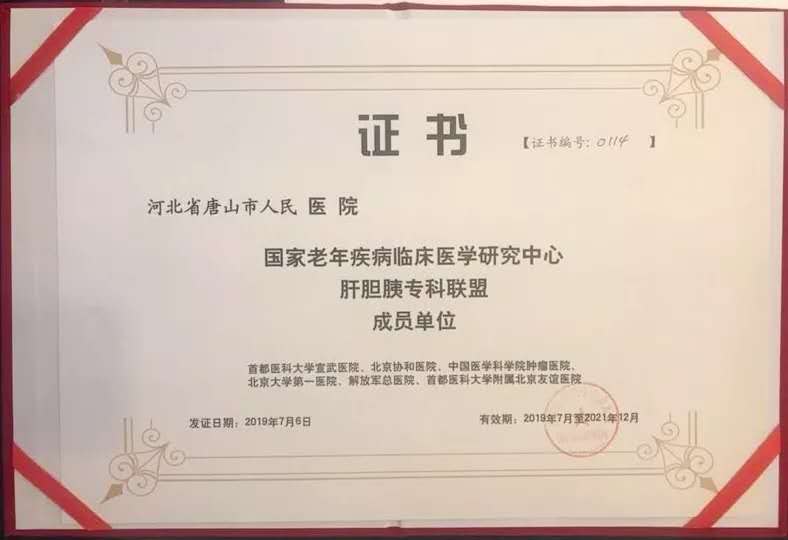 证书
【证书编号：0114 】
河北省唐山市人民 医院
国家老年疾病临床医学研究中心
肝胆胰专科联盟
成员单位
首都医科大学宣武医院、北京协和医院、中国医学科学院肿瘤医院、
北京大学第一医院、解放军总医院、首都医科大学附属北京友谊医院
发证日期：2019年7月6日
有效期：2019年7月至2021年12月